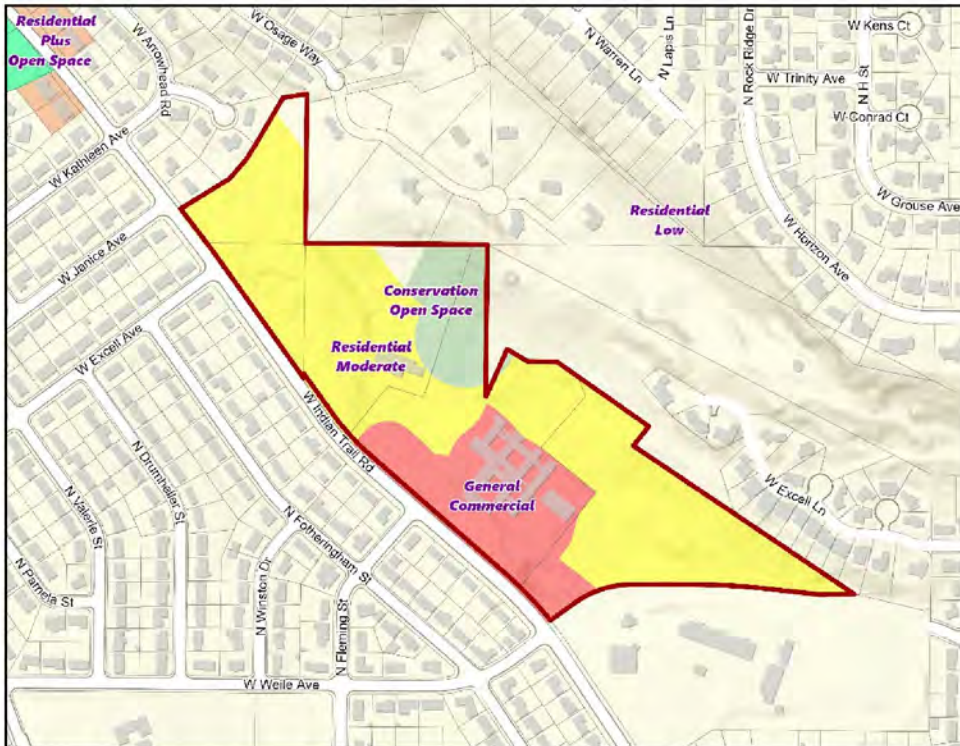 Residential
Plus
Open Space
W Osage Way
W Arrowhead Rd
N Warren Ln
N Lapis Ln
N Rock Ridge Dr
W Kens Ct
W Trinity Ave
N H St
W Conrad Ct
W Kathleen Ave
W Grouse Ave
Residential
Low
W Janice Ave
W Horizon Ave
Conservation
Open Space
W Excell Ave
Residential
Moderate
W Indian Trail Rd
N Drumheller St
General
Commercial
W Excell Ln
N Valerie St
N Fotheringham St
N Pamela St
N Winston Dr
N Fleming St
W Weile Ave